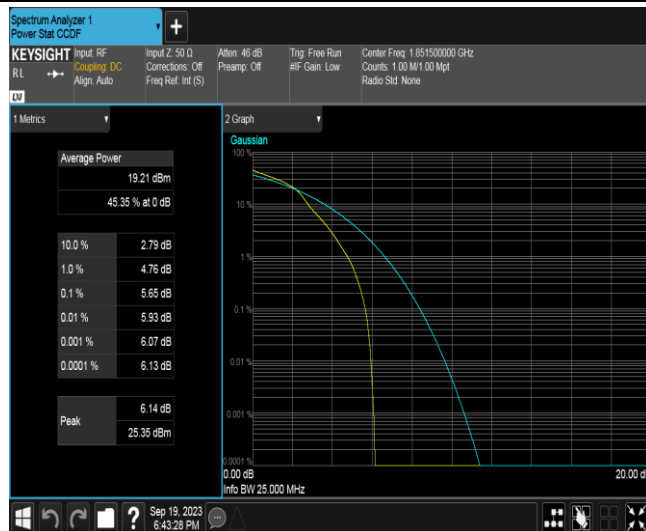 Spectrum Analyzer 1
Power Stat CCDF
+
KEYSIGHT
RL
Input: RF
Coupling: DC
Align: Auto
Input Z: 50 Ω
Corrections: Off
Freq Ref: Int (S)
Atten: 46 dB
Preamp: Off
Trig: Free Run
#IF Gain: Low
Center Freq: 1.851500000 GHz
Counts: 1.00 M/1.00 Mpt
Radio Std: None
1 Metrics
Average Power
19.21 dBm
45.35 % at 0 dB
10.0 % 2.79 dB
1.0 % 4.76 dB
0.1 % 5.65 dB
0.01 % 5.93 dB
0.001 % 6.07 dB
0.0001 % 6.13 dB
Peak
6.14 dB
25.35 dBm
2 Graph
Gaussian
100 %
10 %
1 %
0.1 %
0.01 %
0.001 %
0.0001 %
0.00 dB
20.00 d
Info BW 25.000 MHz
?
Sep 19, 2023
6:43:28 PM